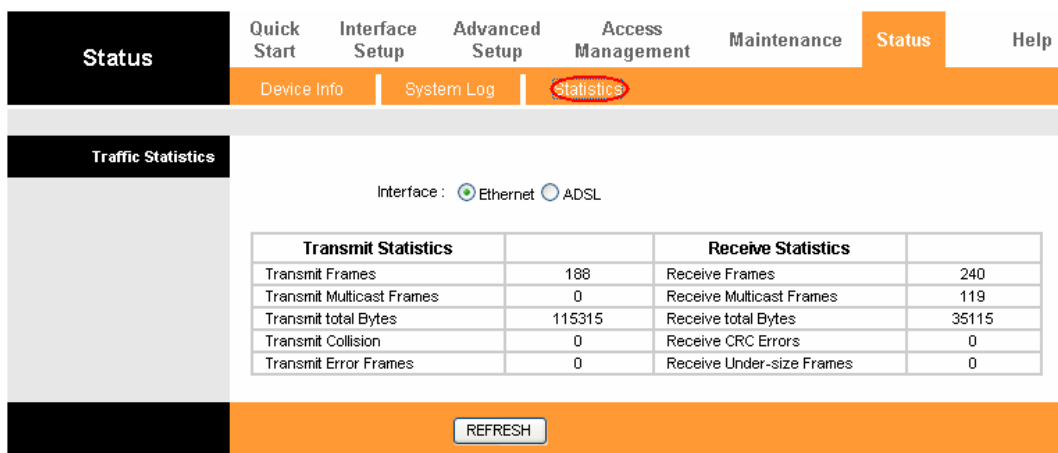 Status
Quick Start
Interface Setup
Advanced Setup
Access Management
Maintenance
Status
Help
Device Info
System Log
Statistics
Traffic Statistics
Interface : Ethernet ADSL
Transmit Statistics Receive Statistics
Transmit Frames 188 Receive Frames 240
Transmit Multicast Frames 0 Receive Multicast Frames 119
Transmit total Bytes 115315 Receive total Bytes 35115
Transmit Collision 0 Receive CRC Errors 0
Transmit Error Frames 0 Receive Under-size Frames 0
REFRESH